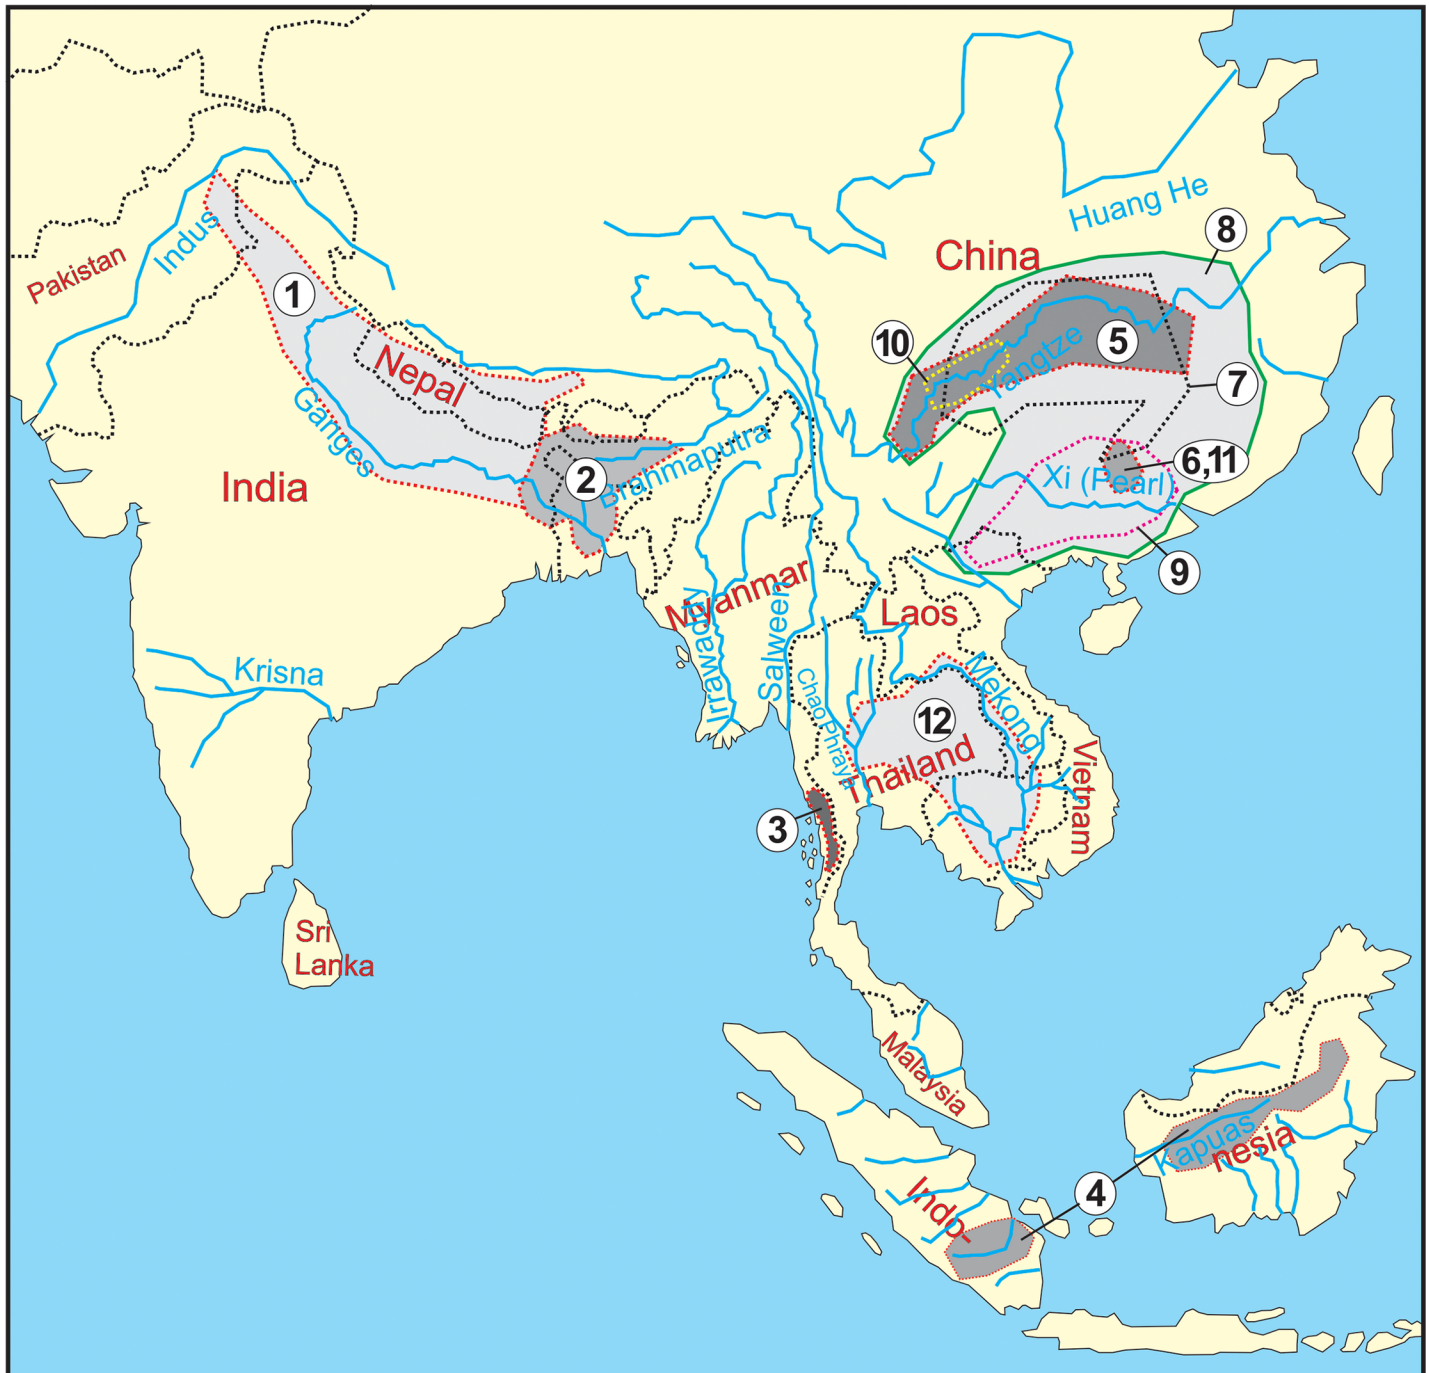 Huang He
8
China
Indus
Pakistan
1
10
5
Yangtze
7
Nepal
Ganges
Brahmaputra
2
India
6,11
Xi (Pearl)
9
Myanmar
Laos
Irrawaddy
Salween
Krisna
Chao Phraya
Mekong
12
Thailand
Vietnam
3
Sri
Lanka
Malaysia
Kapuas
nesia
4
Indo-